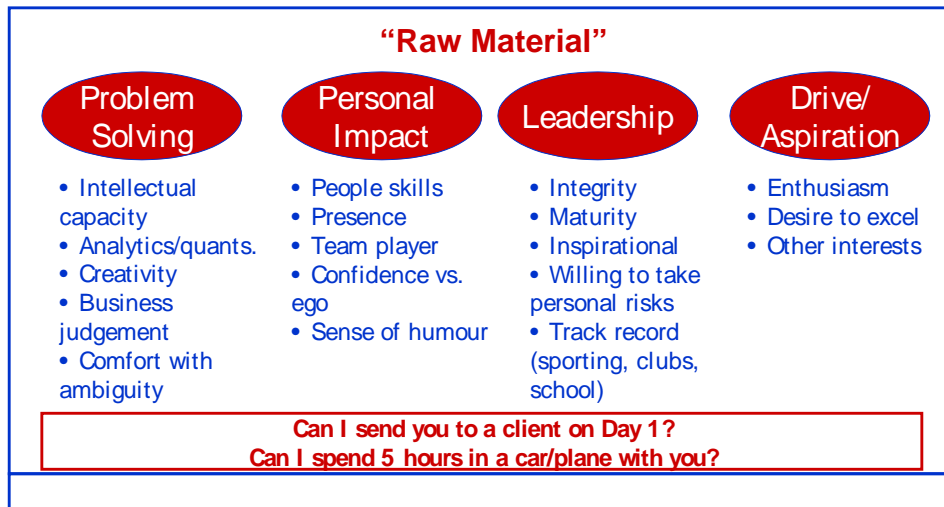 “Raw Material”
Problem
Solving
Personal
Impact
Leadership
Drive/
Aspiration
• Intellectual
capacity
• Analytics/quants.
• Creativity
• Business
judgement
• Comfort with
ambiguity
• People skills
• Presence
• Team player
• Confidence vs.
ego
• Sense of humour
• Integrity
• Maturity
• Inspirational
• Willing to take
personal risks
• Track record
(sporting, clubs,
school)
• Enthusiasm
• Desire to excel
• Other interests
Can I send you to a client on Day 1?
Can I spend 5 hours in a car/plane with you?